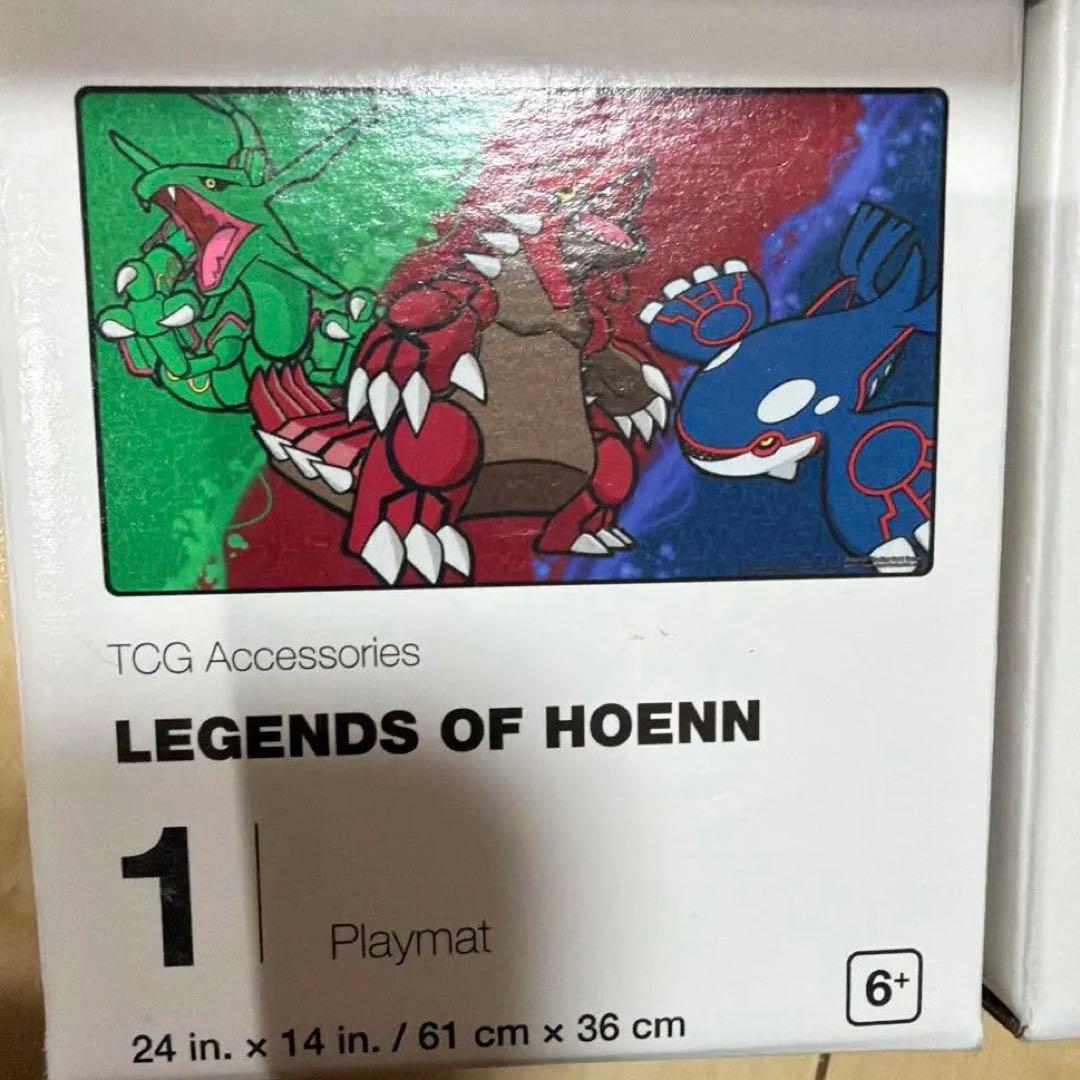 TCG Accessories
LEGENDS OF HOENN
1
Playmat
6+
24 in. x 14 in. / 61 cm x 36 cm